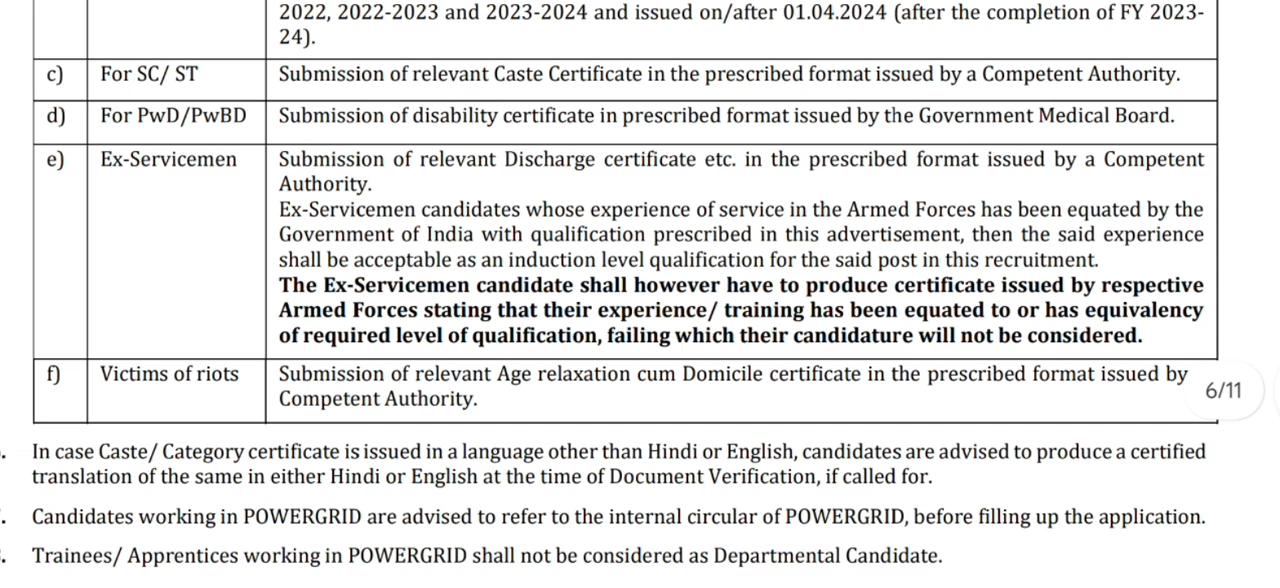 2022, 2022-2023 and 2023-2024 and issued on/after 01.04.2024 (after the completion of FY 2023-
24).
c) For SC/ ST Submission of relevant Caste Certificate in the prescribed format issued by a Competent Authority.
d) For PwD/PwBD Submission of disability certificate in prescribed format issued by the Government Medical Board.
e) Ex-Servicemen Submission of relevant Discharge certificate etc. in the prescribed format issued by a Competent
Authority.
Ex-Servicemen candidates whose experience of service in the Armed Forces has been equated by the
Government of India with qualification prescribed in this advertisement, then the said experience
shall be acceptable as an induction level qualification for the said post in this recruitment.
The Ex-Servicemen candidate shall however have to produce certificate issued by respective
Armed Forces stating that their experience/ training has been equated to or has equivalency
of required level of qualification, failing which their candidature will not be considered.
f) Victims of riots Submission of relevant Age relaxation cum Domicile certificate in the prescribed format issued by
Competent Authority.
6/11
In case Caste/ Category certificate is issued in a language other than Hindi or English, candidates are advised to produce a certified
translation of the same in either Hindi or English at the time of Document Verification, if called for.
Candidates working in POWERGRID are advised to refer to the internal circular of POWERGRID, before filling up the application.
Trainees/ Apprentices working in POWERGRID shall not be considered as Departmental Candidate.